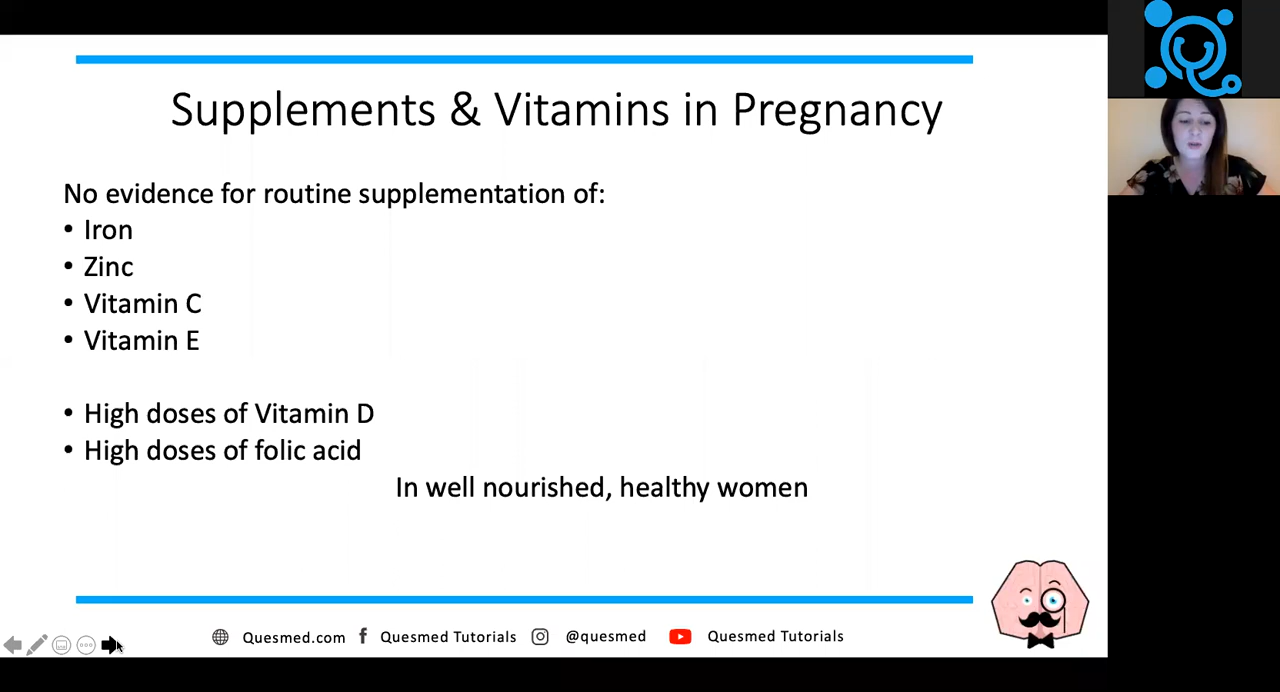 Supplements & Vitamins in Pregnancy
No evidence for routine supplementation of:
• Iron
• Zinc
• Vitamin C
• Vitamin E
• High doses of Vitamin D
• High doses of folic acid
In well nourished, healthy women
Quesmed.com Quesmed Tutorials @quesmed Quesmed Tutorials